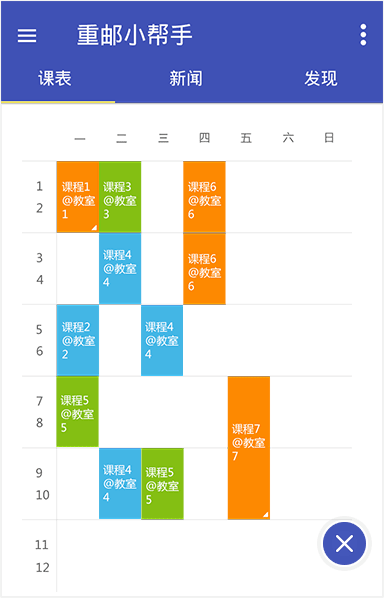 重邮小帮手
课表 新闻 发现
一 二 三 四 五 六 日
1
2
课程1
@教室
1
课程3
@教室
3
课程6
@教室
6
3
4
课程4
@教室
4
课程6
@教室
6
5
6
课程2
@教室
2
课程4
@教室
4
7
8
课程5
@教室
5
课程7
@教室
7
9
10
课程4
@教室
4
课程5
@教室
5
11
12